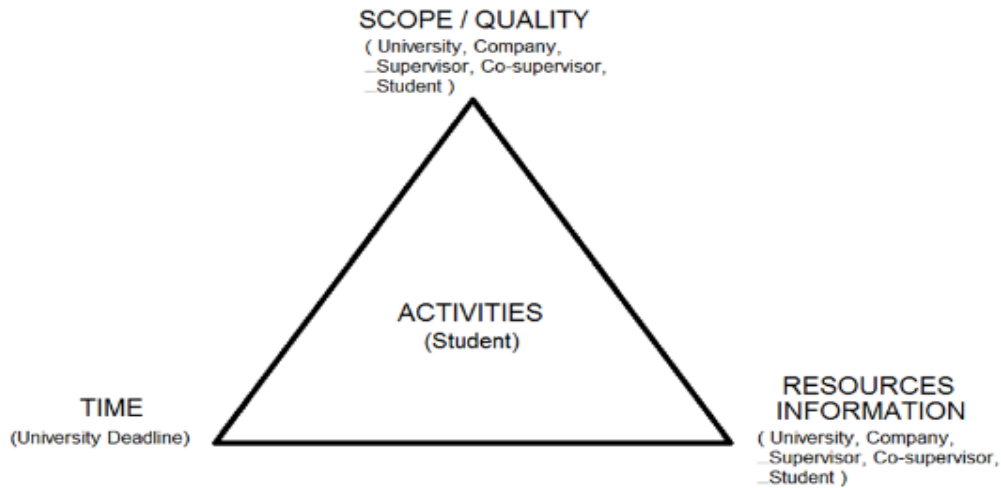 SCOPE / QUALITY
( University, Company,
Supervisor, Co-supervisor,
Student )
ACTIVITIES
(Student)
TIME
(University Deadline)
RESOURCES
INFORMATION
( University, Company,
Supervisor, Co-supervisor,
Student )